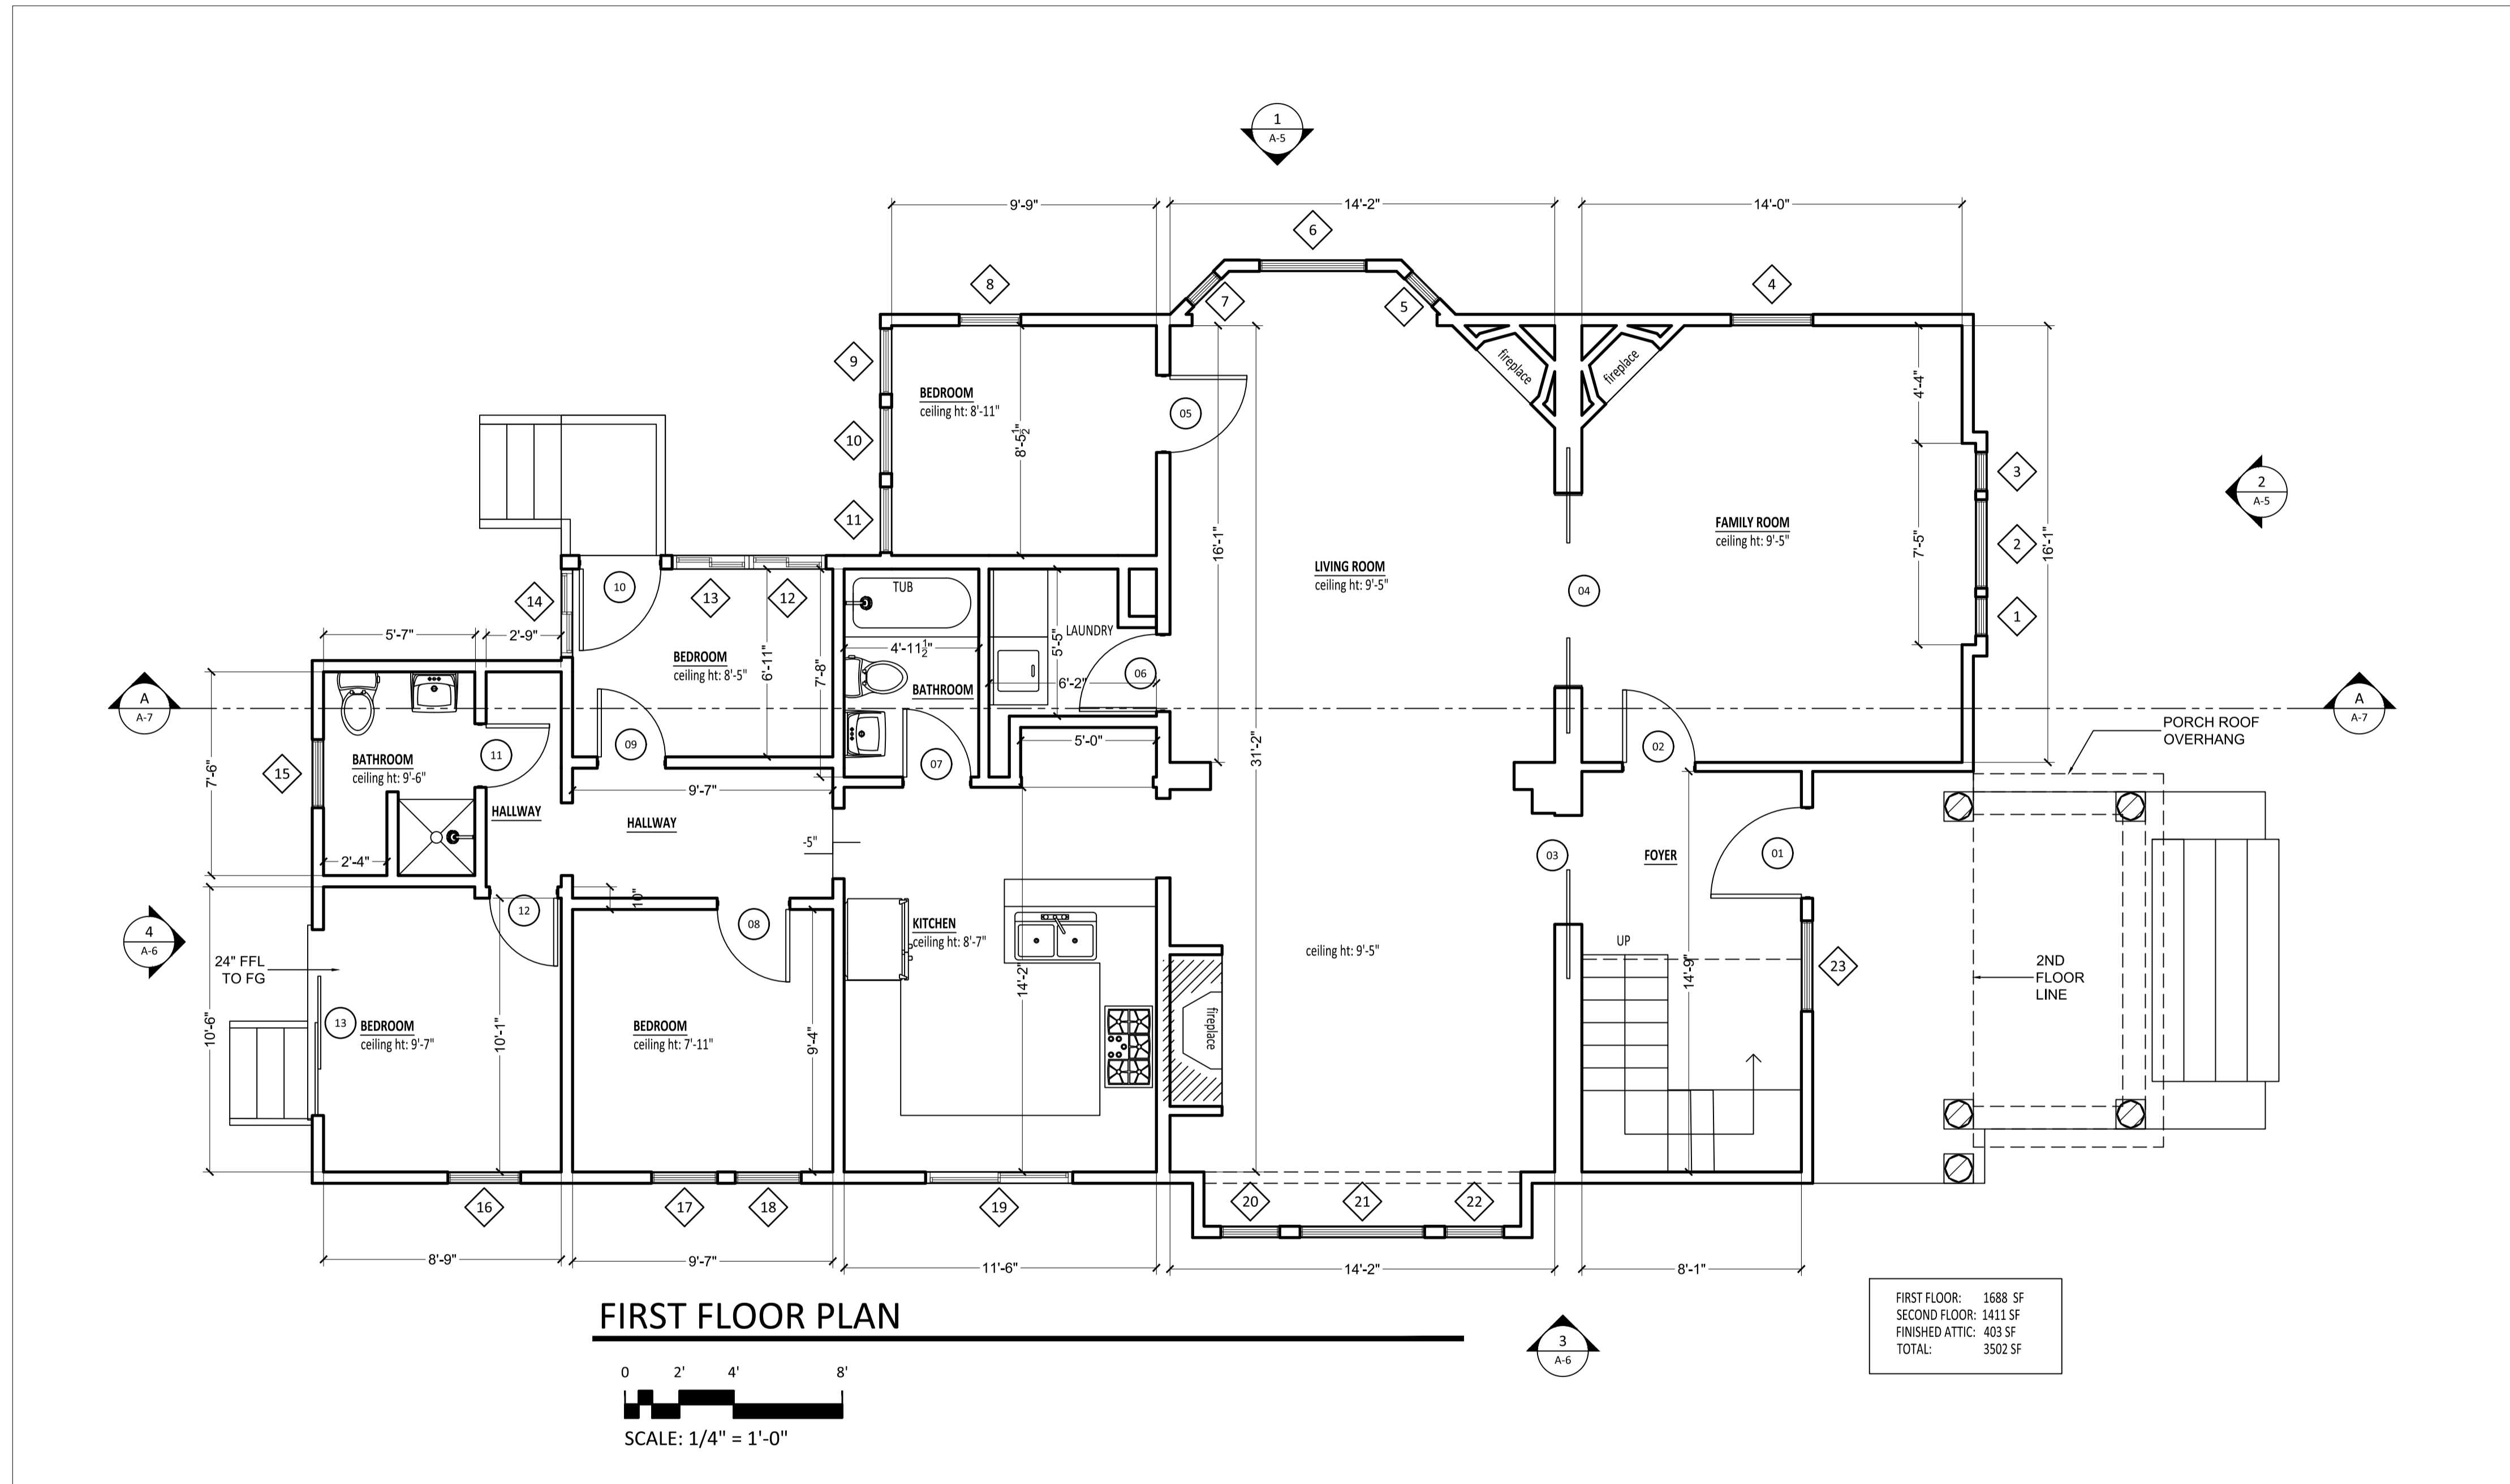 1
A-5
9'-9"
14'-2"
14'-0"
6
8
7
5
4
9
10
11
BEDROOM
ceiling ht: 8'-11"
8'-5½"
05
fireplace
fireplace
4'-4"
16'-1"
31'-2"
3
2
1
7'-5"
16'-1"
2
A-5
FAMILY ROOM
ceiling ht: 9'-5"
LIVING ROOM
ceiling ht: 9'-5"
04
10
13
12
14
5'-7"
2'-9"
BEDROOM
ceiling ht: 8'-5"
6'-11"
7'-8"
TUB
4'-11½"
BATHROOM
LAUNDRY
5'-5"
6'-2"
06
A
A-7
A
A-7
PORCH ROOF
OVERHANG
15
7'-6"
BATHROOM
ceiling ht: 9'-6"
11
09
07
5'-0"
02
9'-7"
HALLWAY
HALLWAY
-5"
2'-4"
10"
03
FOYER
01
12
08
KITCHEN
ceiling ht: 8'-7"
14'-2"
ceiling ht: 9'-5"
UP
14'-9"
23
2ND
FLOOR
LINE
4
A-6
24" FFL
TO FG
10'-6"
13
BEDROOM
ceiling ht: 9'-7"
10'-1"
BEDROOM
ceiling ht: 7'-11"
9'-4"
fireplace
16
17
18
19
20
21
22
8'-9"
9'-7"
11'-6"
14'-2"
8'-1"
FIRST FLOOR PLAN
0 2' 4' 8'
SCALE: 1/4" = 1'-0"
3
A-6
FIRST FLOOR: 1688 SF
SECOND FLOOR: 1411 SF
FINISHED ATTIC: 403 SF
TOTAL: 3502 SF